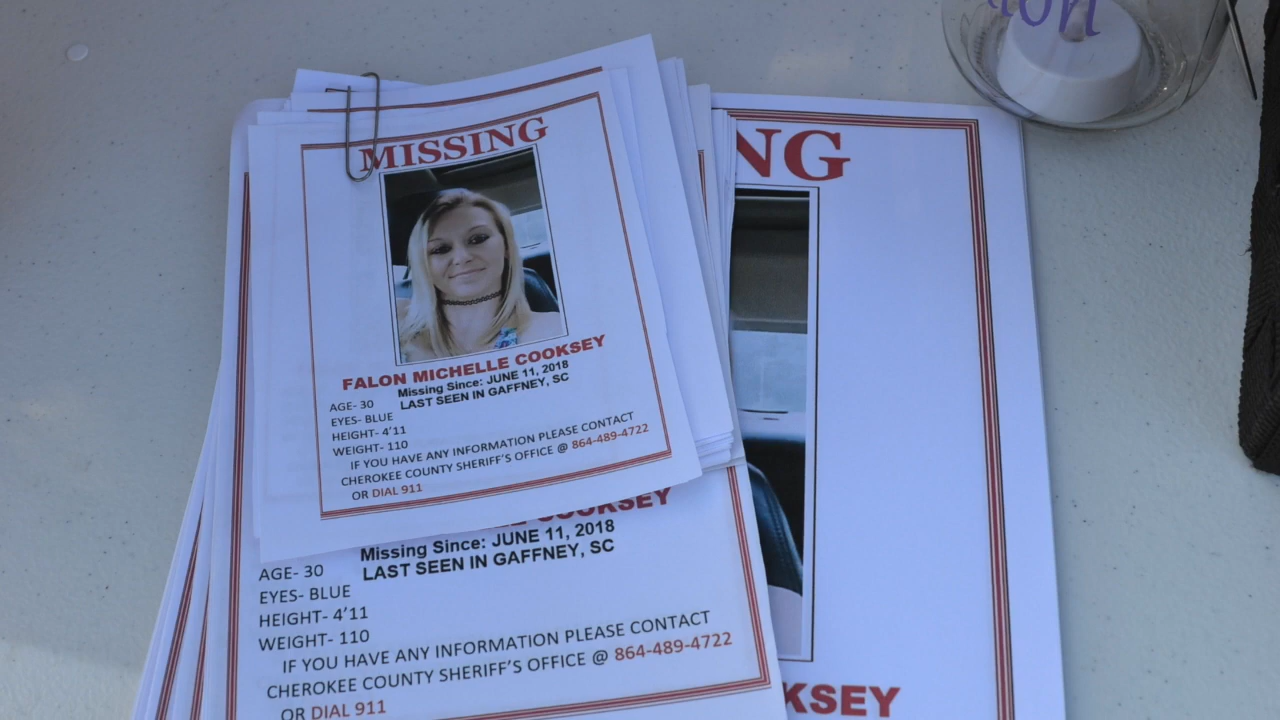 MISSING
FALON MICHELLE COOKSEY
Missing Since: JUNE 11, 2018
LAST SEEN IN GAFFNEY, SC
AGE- 30
EYES- BLUE
HEIGHT- 4'11
WEIGHT- 110
IF YOU HAVE ANY INFORMATION PLEASE CONTACT
CHEROKEE COUNTY SHERIFF'S OFFICE @ 864-489-4722
OR DIAL 911
COOKSEY
Missing Since: JUNE 11, 2018
LAST SEEN IN GAFFNEY, SC
AGE- 30
EYES- BLUE
HEIGHT- 4'11
WEIGHT- 110
IF YOU HAVE ANY INFORMATION PLEASE CONTACT
CHEROKEE COUNTY SHERIFF'S OFFICE @ 864-489-4722
OR DIAL 911
NG
KSEY